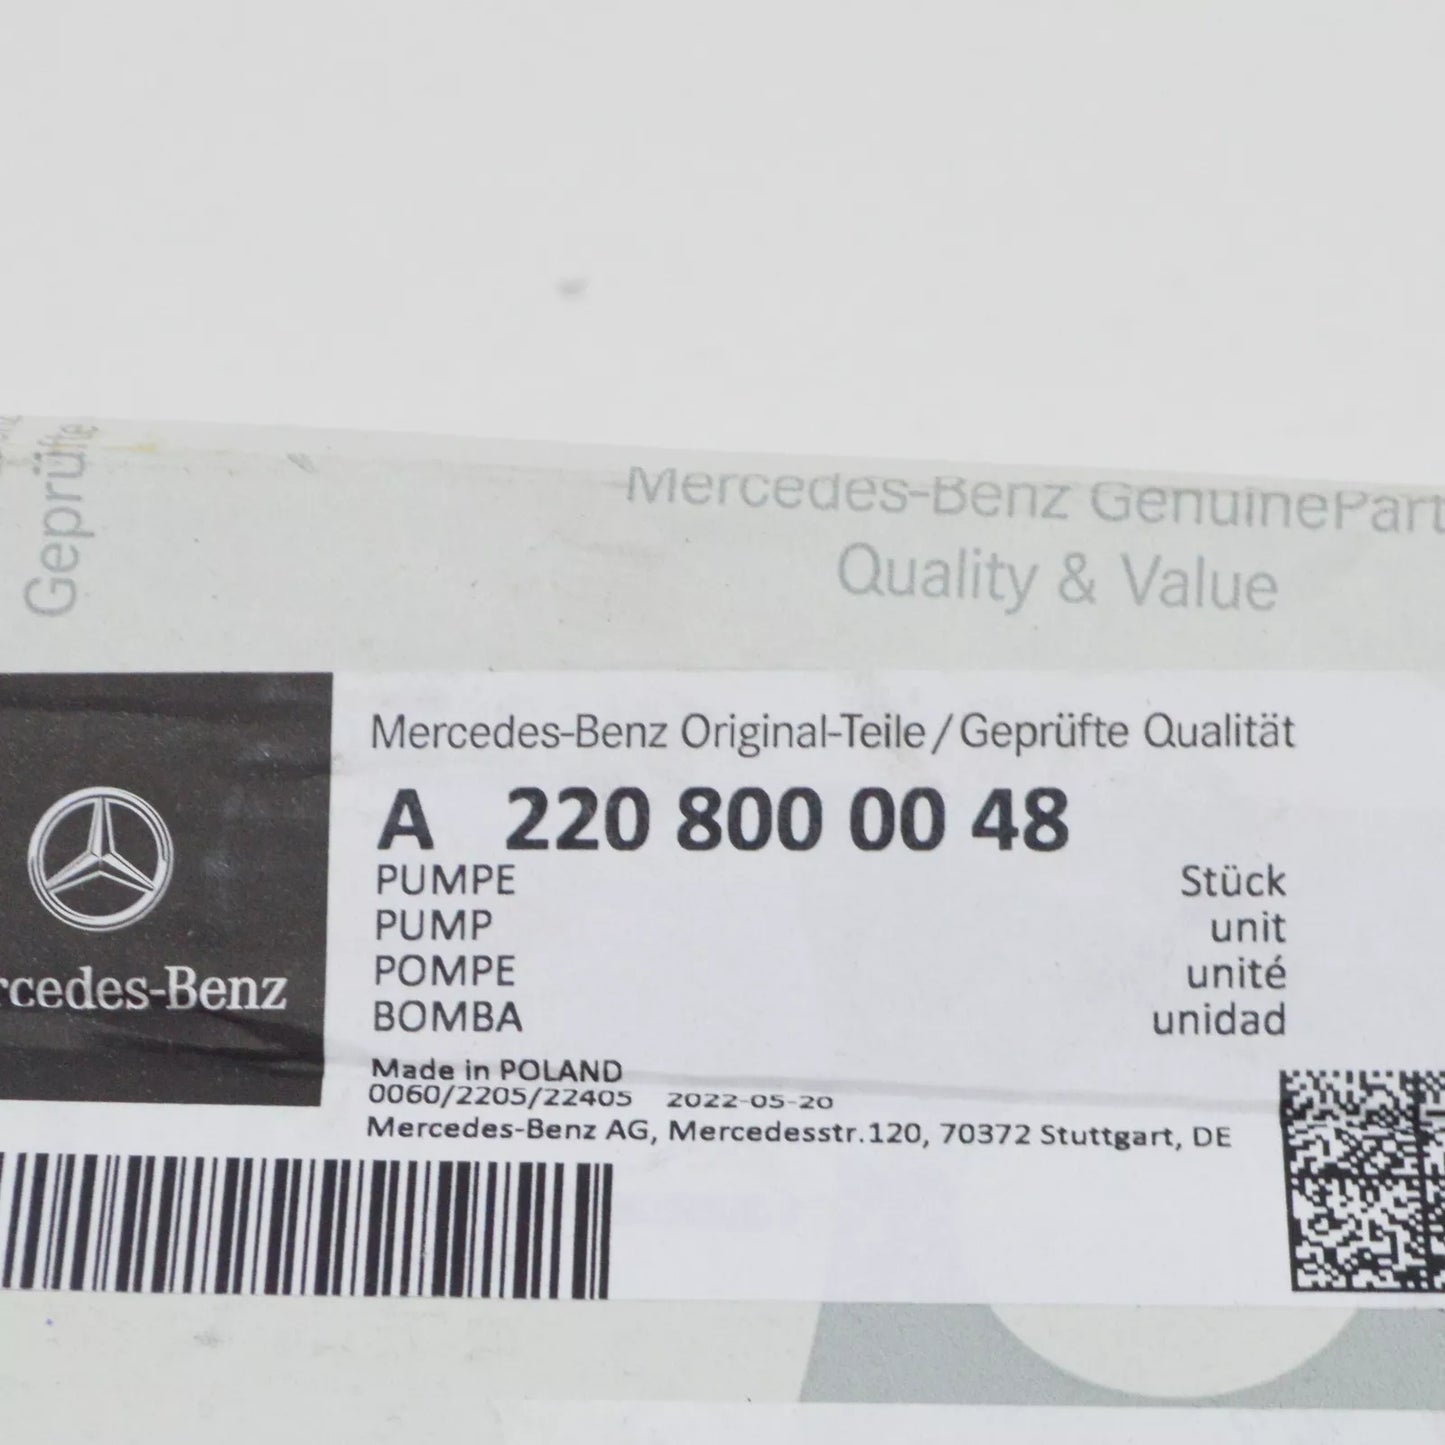 Geprüfte
Mercedes-Benz GenuinePart
Quality & Value
Mercedes-Benz Original-Teile/Geprüfte Qualität
A 220 800 00 48
PUMPE Stück
PUMP unit
POMPE unité
BOMBA unidad
Made in POLAND
0060/2205/22405 2022-05-20
Mercedes-Benz AG, Mercedesstr.120, 70372 Stuttgart, DE
rcedes-Benz